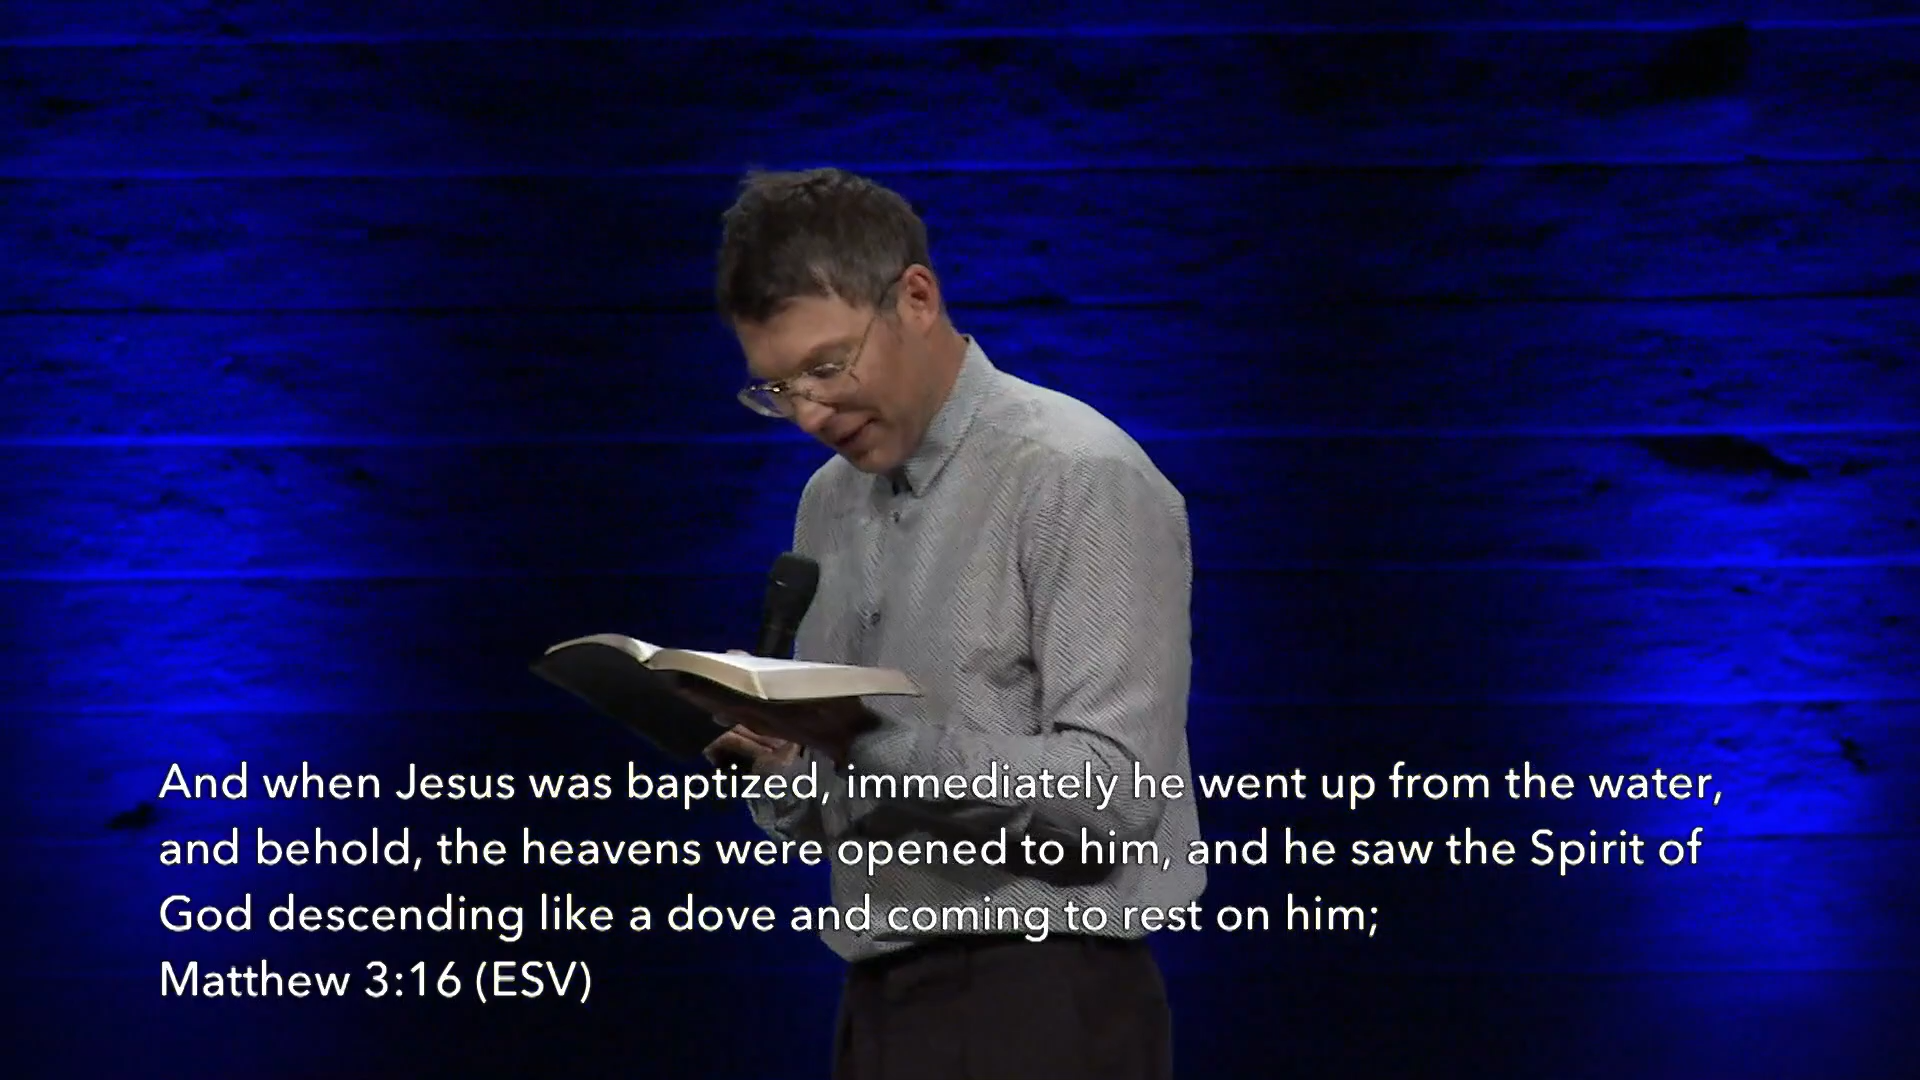 And when Jesus was baptized, immediately he went up from the water,
and behold, the heavens were opened to him, and he saw the Spirit of
God descending like a dove and coming to rest on him;
Matthew 3:16 (ESV)